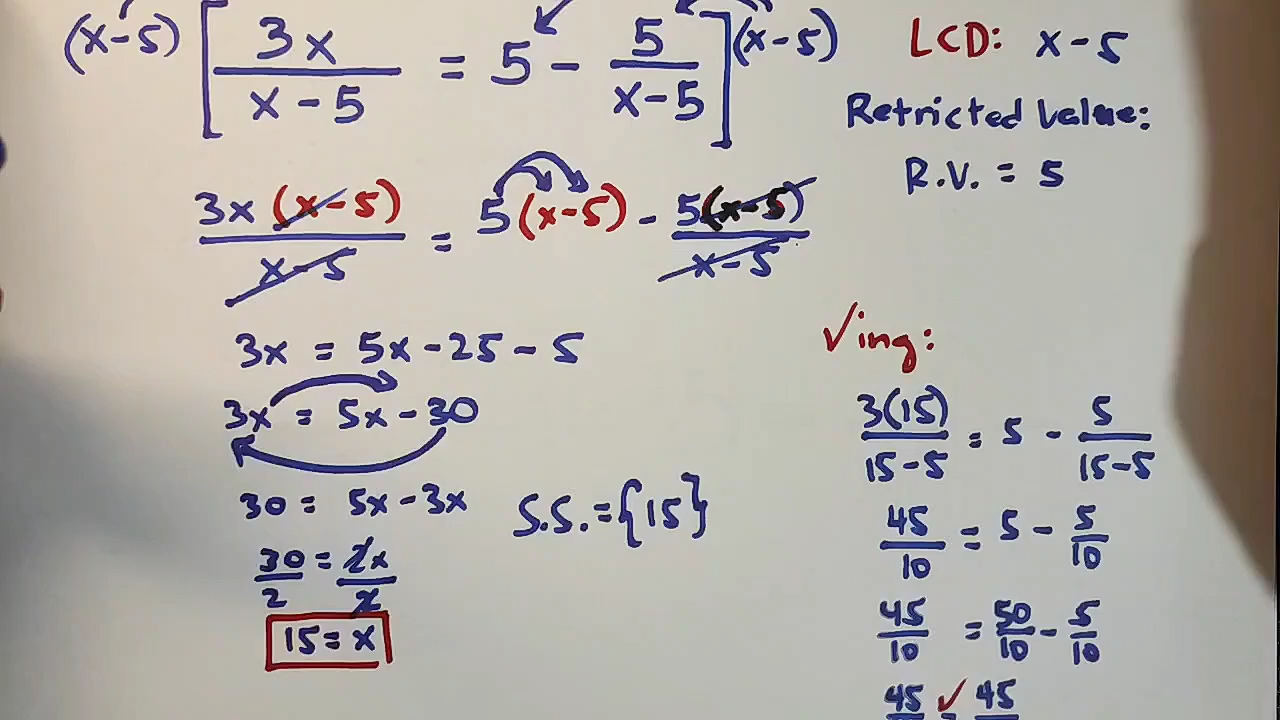 (x-5) [ 3x/(x-5) = 5 - 5/(x-5) ] (x-5)
LCD: x-5
Retricted Value:
R.V. = 5
3x(x-5)/(x-5) = 5(x-5) - 5(x-5)/(x-5)
3x = 5x-25-5
3x = 5x-30
30 = 5x-3x
30/2 = 2x/2
15=x
S.S.={15}
√ing:
3(15)/(15-5) = 5 - 5/(15-5)
45/10 = 5 - 5/10
45/10 = 50/10 - 5/10
45 = 45 ✓